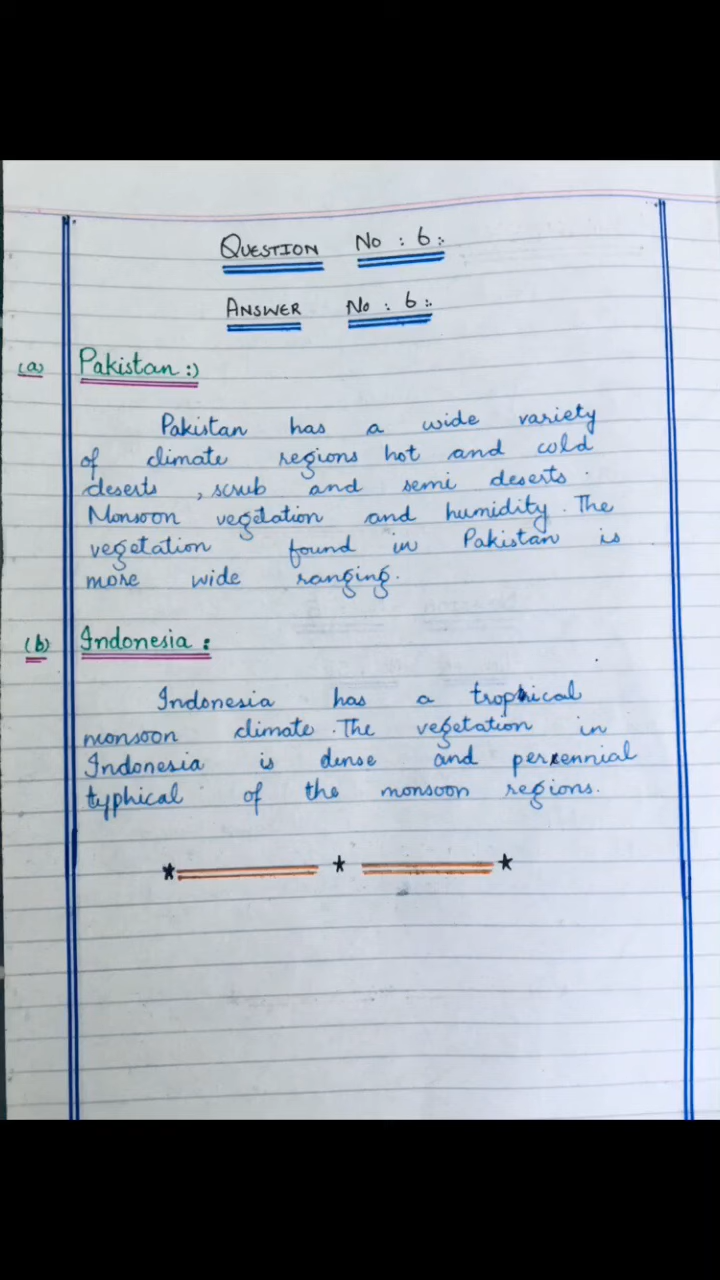 QUESTION No : 6 :.
ANSWER No : 6 :.
(a) Pakistan :)
Pakistan has a wide variety
of climate regions hot and cold
deserts , scrub and semi deserts .
Monsoon vegetation and humidity. The
vegetation found in Pakistan is
more wide ranging.
(b) Indonesia :
Indonesia has a trophical
monsoon climate . The vegetation in
Indonesia is dense and perennial
typhical of the monsoon regions.